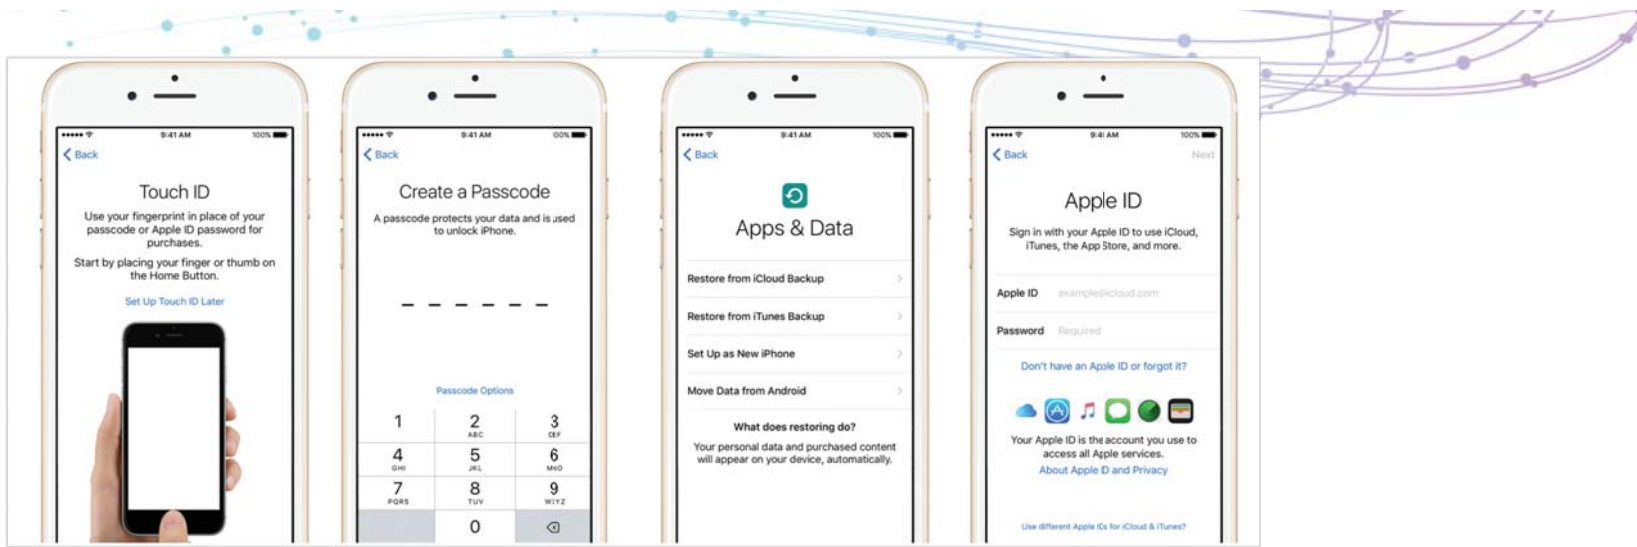 9:41 AM 100%
Back
Touch ID
Use your fingerprint in place of your
passcode or Apple ID password for
purchases.
Start by placing your finger or thumb on
the Home Button.
Set Up Touch ID Later
9:41 AM 00%
Back
Create a Passcode
A passcode protects your data and is used
to unlock iPhone.
Passcode Options
1 2 3
ABC DEF
4 5 6
GHI JKL MNO
7 8 9
PQRS TUV WXYZ
0
9:41 AM 100%
Back
Apps & Data
Restore from iCloud Backup
Restore from iTunes Backup
Set Up as New iPhone
Move Data from Android
What does restoring do?
Your personal data and purchased content
will appear on your device, automatically.
9:41 AM 100%
Back Next
Apple ID
Sign in with your Apple ID to use iCloud,
iTunes, the App Store, and more.
Apple ID example@icloud.com
Password Required
Don't have an Apple ID or forgot it?
Your Apple ID is the account you use to
access all Apple services.
About Apple ID and Privacy
Use different Apple IDs for iCloud & iTunes?